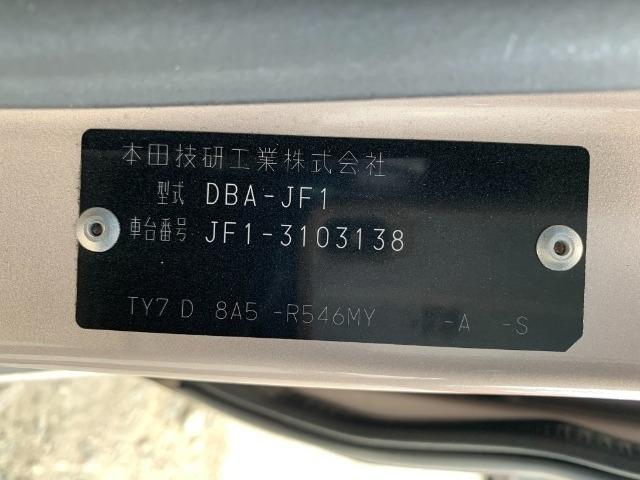 本田技研工業株式会社
型式 DBA-JF1
車台番号 JF1-3103138
TY7 D 8A5 -R546MY -A -S